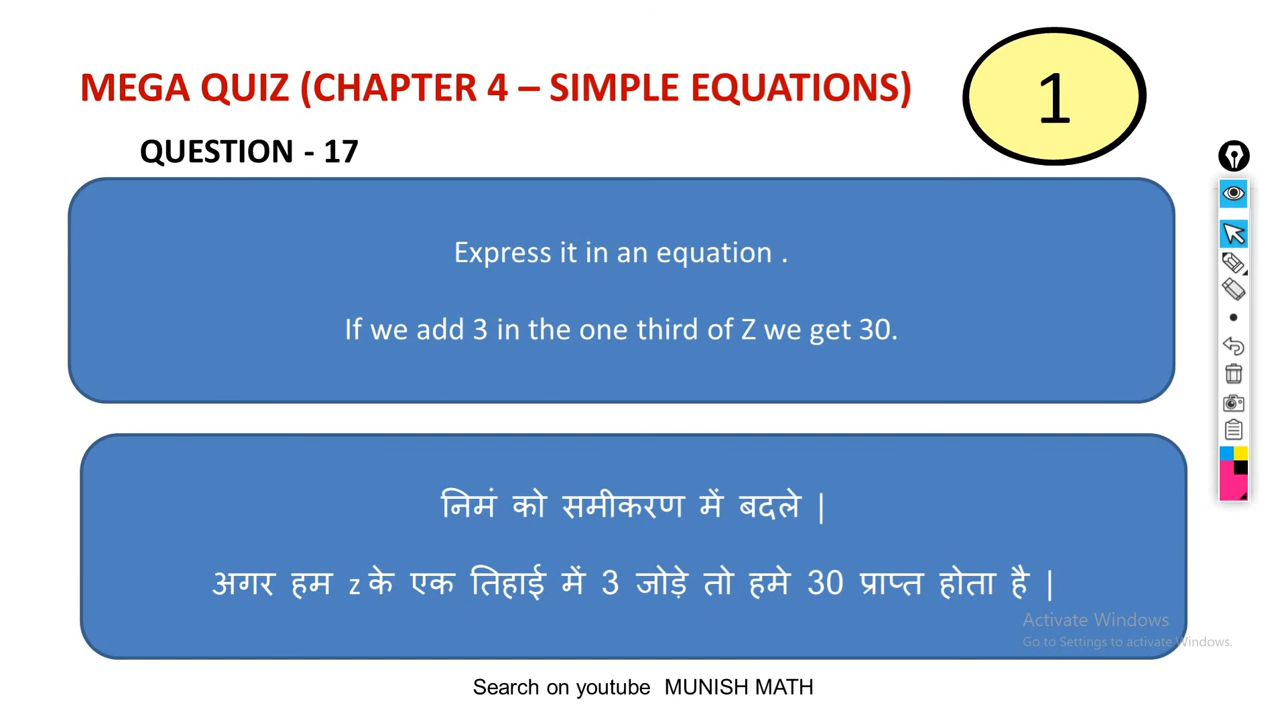 MEGA QUIZ (CHAPTER 4 – SIMPLE EQUATIONS)
1
QUESTION - 17
Express it in an equation .
If we add 3 in the one third of Z we get 30.
निमं को समीकरण में बदले |
अगर हम z के एक तिहाई में 3 जोड़े तो हमे 30 प्राप्त होता है |
Activate Windows
Go to Settings to activate Windows.
Search on youtube MUNISH MATH